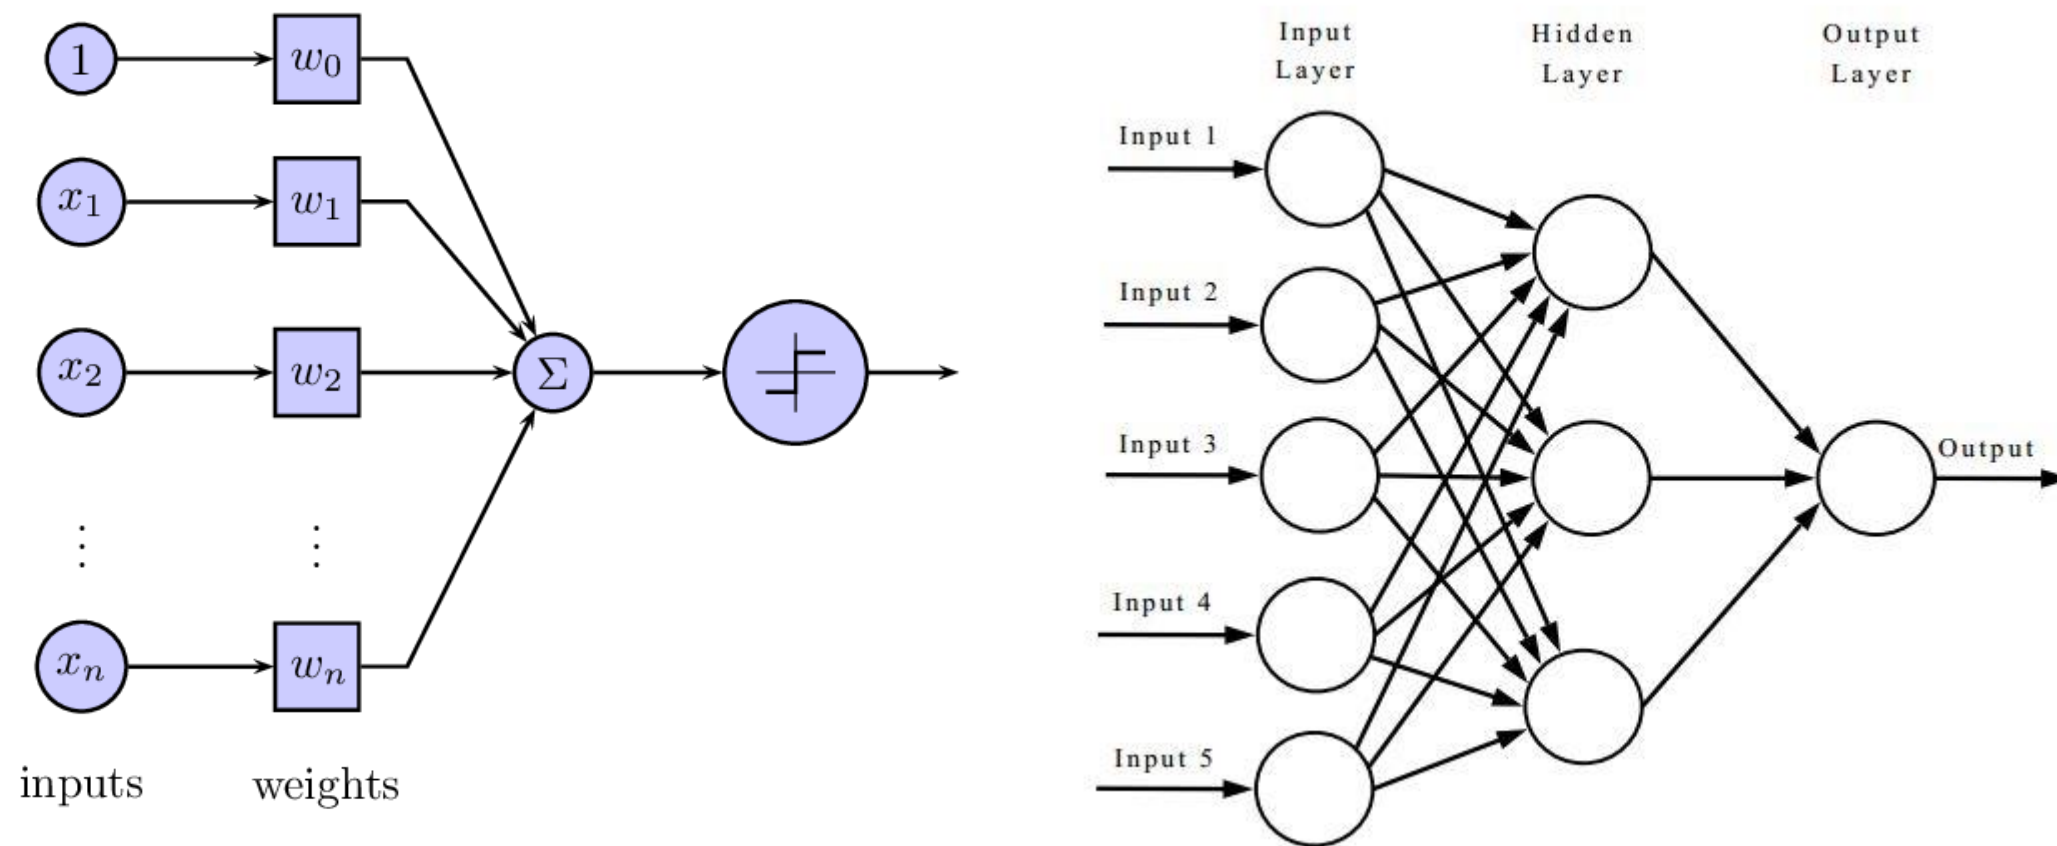 1
w₀
x₁
w₁
x₂
w₂
Σ
⋮
⋮
xₙ
wₙ
inputs
weights
Input
Layer
Hidden
Layer
Output
Layer
Input 1
Input 2
Input 3
Input 4
Input 5
Output